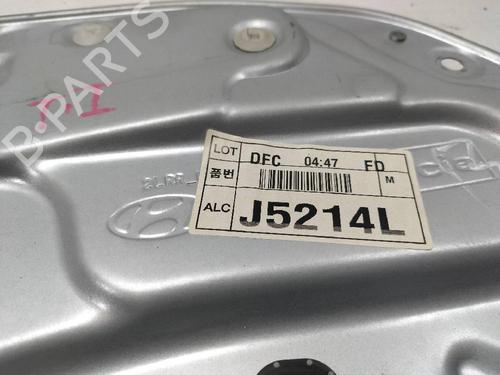 B-PARTS
LOT DFC 04:47 FD
품번 M
ALC J5214L